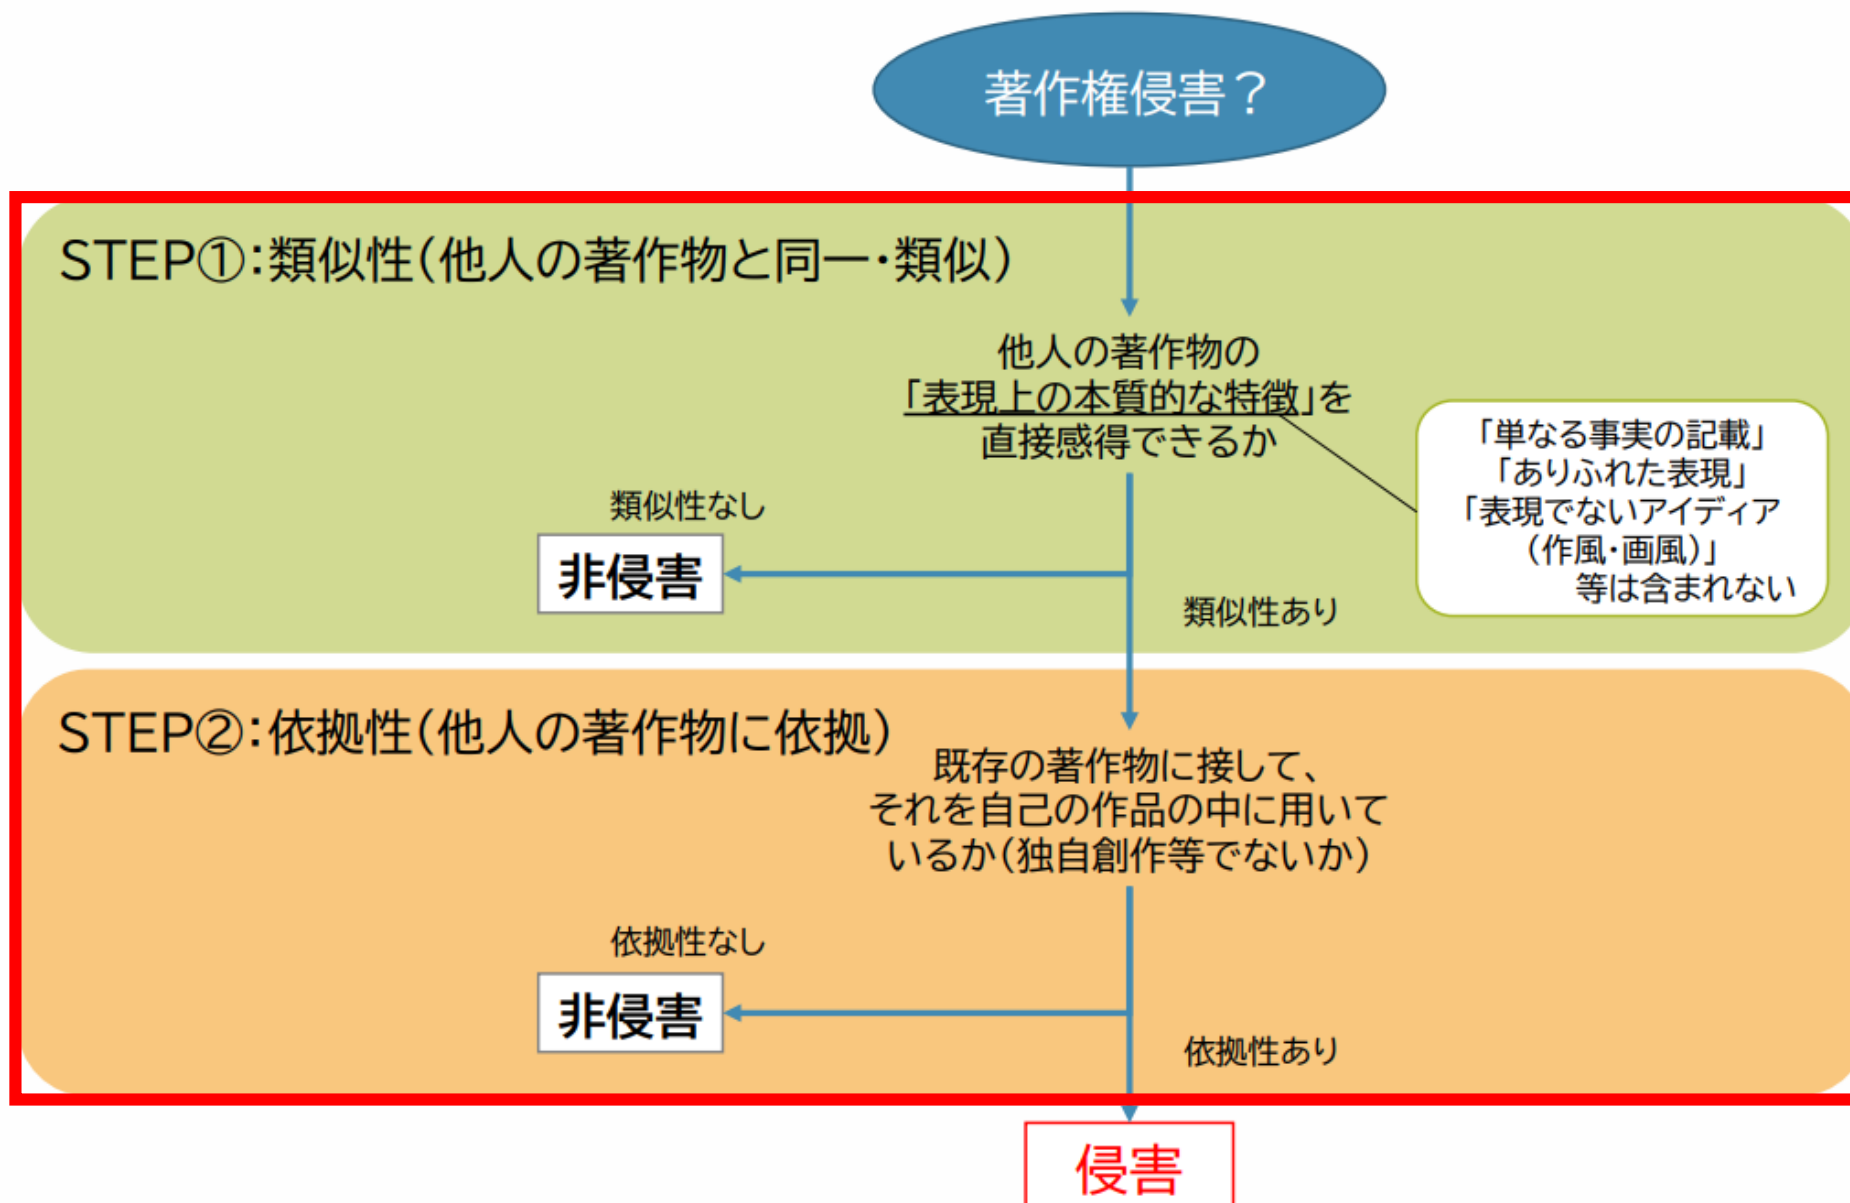 著作権侵害？
STEP①：類似性（他人の著作物と同一・類似）
他人の著作物の
「表現上の本質的な特徴」を
直接感得できるか
「単なる事実の記載」
「ありふれた表現」
「表現でないアイディア
（作風・画風）」
等は含まれない
類似性なし
非侵害
類似性あり
STEP②：依拠性（他人の著作物に依拠）
既存の著作物に接して、
それを自己の作品の中に用いて
いるか（独自創作等でないか）
依拠性なし
非侵害
依拠性あり
侵害